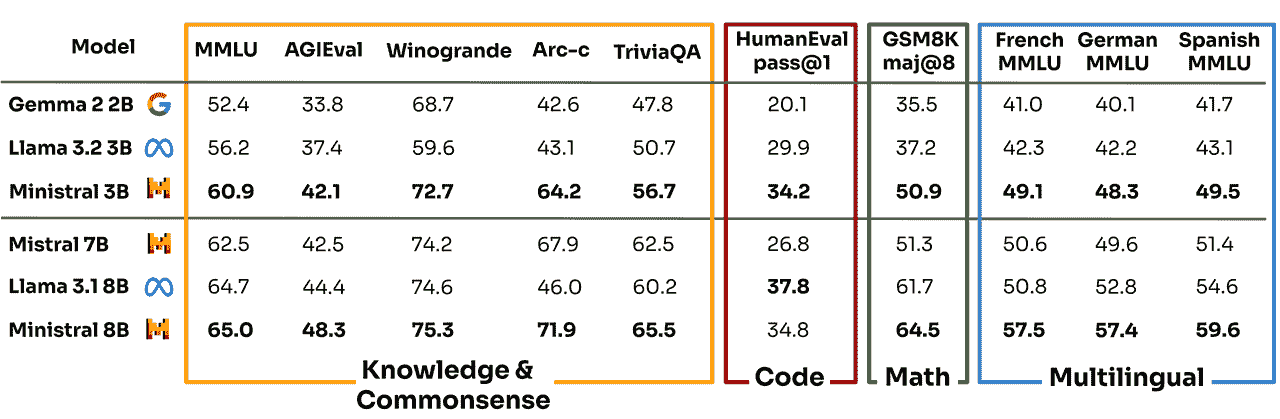 Model MMLU AGIEval Winogrande Arc-c TriviaQA HumanEval pass@1 GSM8K maj@8 French MMLU German MMLU Spanish MMLU
Gemma 2 2B 52.4 33.8 68.7 42.6 47.8 20.1 35.5 41.0 40.1 41.7
Llama 3.2 3B 56.2 37.4 59.6 43.1 50.7 29.9 37.2 42.3 42.2 43.1
Ministral 3B 60.9 42.1 72.7 64.2 56.7 34.2 50.9 49.1 48.3 49.5
Mistral 7B 62.5 42.5 74.2 67.9 62.5 26.8 51.3 50.6 49.6 51.4
Llama 3.1 8B 64.7 44.4 74.6 46.0 60.2 37.8 61.7 50.8 52.8 54.6
Ministral 8B 65.0 48.3 75.3 71.9 65.5 34.8 64.5 57.5 57.4 59.6
Knowledge &
Commonsense
Code
Math
Multilingual